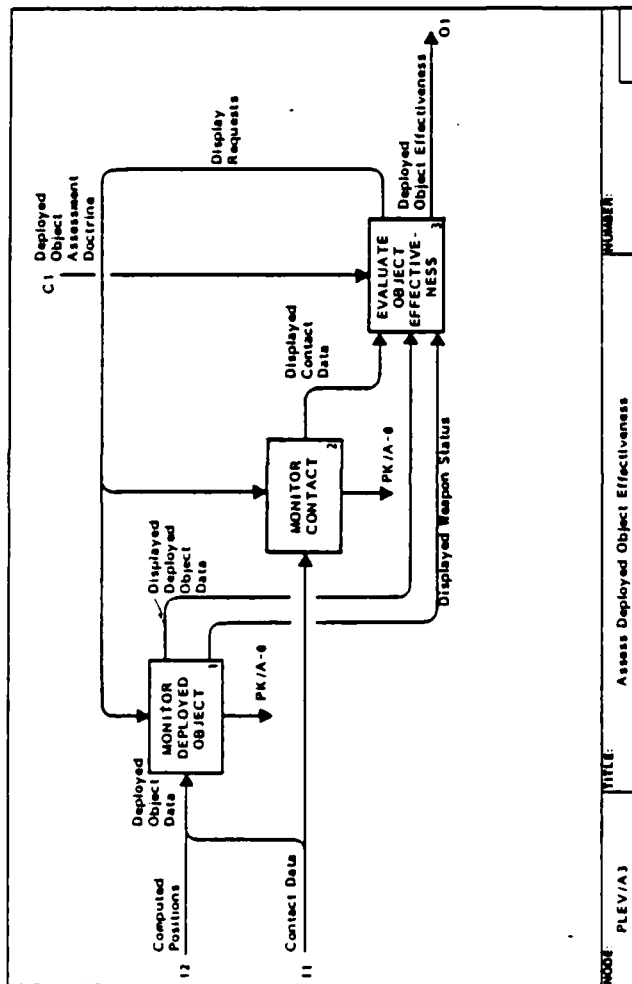 C1
Deployed
Object
Assessment
Doctrine
Display
Requests
I2
Computed
Positions
Deployed
Object
Data
MONITOR
DEPLOYED
OBJECT
1
PK/A-0
Displayed
Deployed
Object
Data
I1
Contact Data
MONITOR
CONTACT
2
PK/A-0
Displayed
Contact
Data
Displayed Weapon Status
EVALUATE
OBJECT
EFFECTIVE-
NESS
3
Deployed
Object Effectiveness
O1
NODE: PLEV/A3
TITLE: Assess Deployed Object Effectiveness
NUMBER: